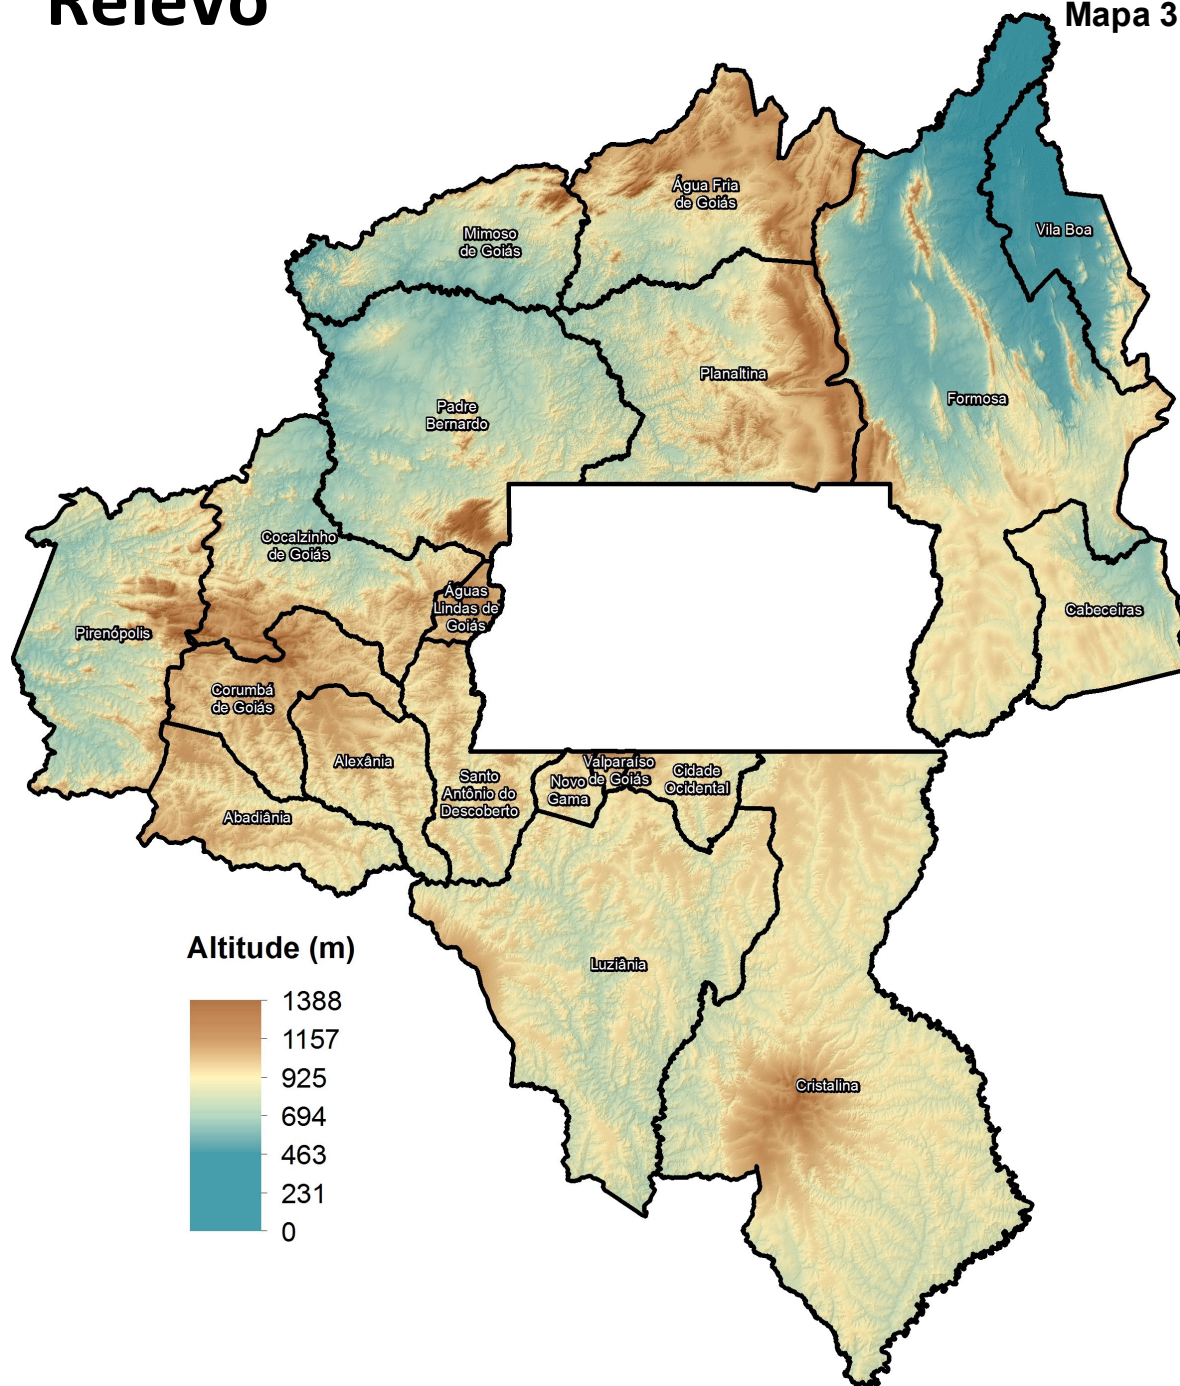 Relevo
Mapa 3
Água Fria
de Goiás
Mimoso
de Goiás
Vila Boa
Planaltina
Formosa
Padre
Bernardo
Cocalzinho
de Goiás
Águas
Lindas de
Goiás
Cabeceiras
Pirenópolis
Corumbá
de Goiás
Alexânia
Santo
Antônio do
Descoberto
Novo
Gama
Valparaíso
de Goiás
Cidade
Ocidental
Abadiânia
Luziânia
Cristalina
Altitude (m)
1388
1157
925
694
463
231
0